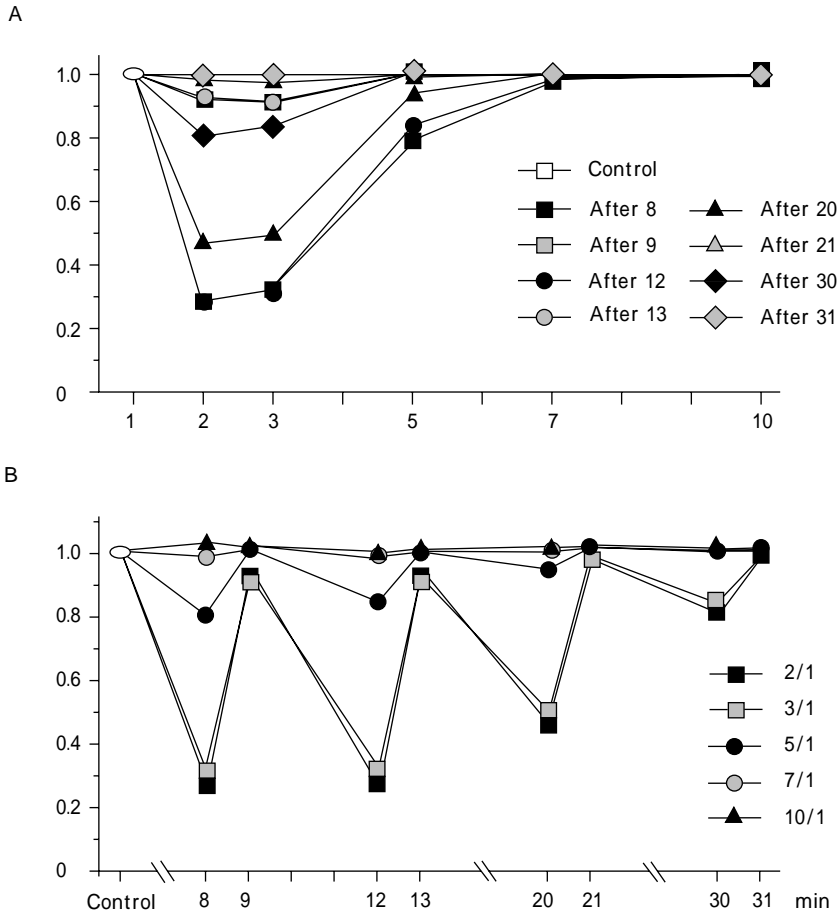 A
1.0
0.8
0.6
0.4
0.2
0
Control
After 8
After 9
After 12
After 13
After 20
After 21
After 30
After 31
1 2 3 5 7 10
B
1.0
0.8
0.6
0.4
0.2
0
2/1
3/1
5/1
7/1
10/1
Control 8 9 12 13 20 21 30 31 min